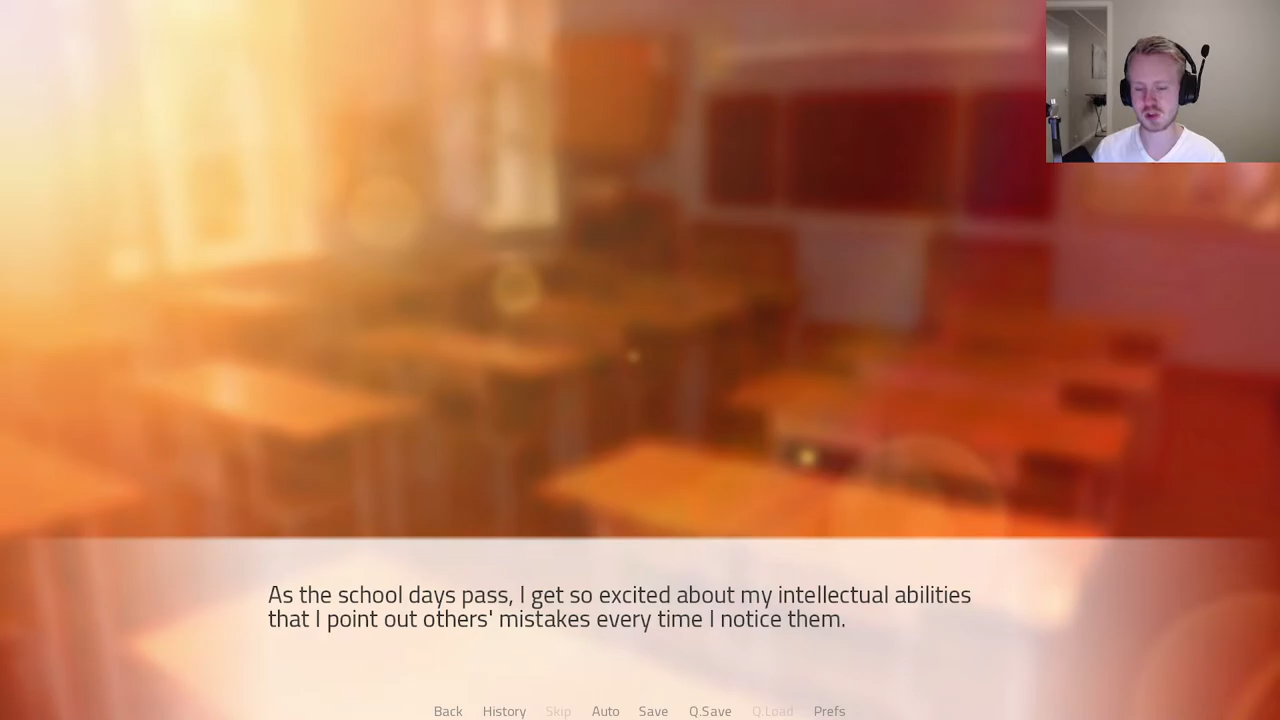 As the school days pass, I get so excited about my intellectual abilities
that I point out others' mistakes every time I notice them.
Back History Skip Auto Save Q.Save Q.Load Prefs